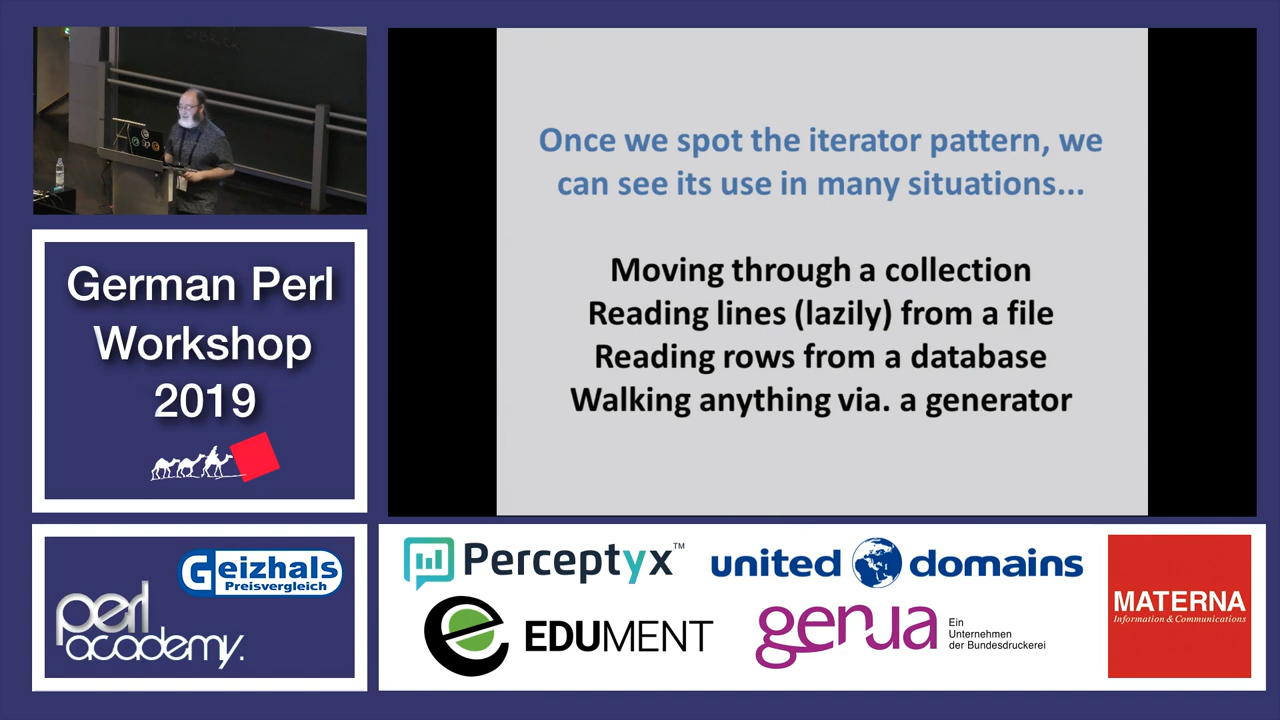 Once we spot the iterator pattern, we
can see its use in many situations...
Moving through a collection
Reading lines (lazily) from a file
Reading rows from a database
Walking anything via. a generator
German Perl
Workshop
2019
Geizhals
Preisvergleich
perl
academy.
Perceptyx™
united domains
EDUMENT
genua
Ein
Unternehmen
der Bundesdruckerei
MATERNA
Information & Communications